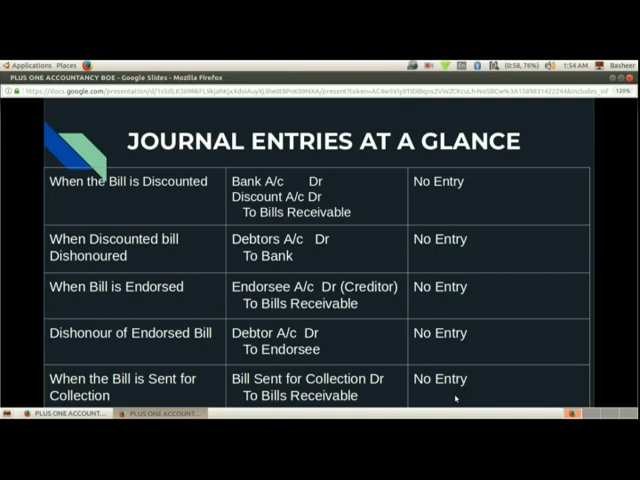 Applications Places (0:58, 76%) 1:54 AM Basheer
PLUS ONE ACCOUNTANCY BOE - Google Slides - Mozilla Firefox
120%
JOURNAL ENTRIES AT A GLANCE
When the Bill is Discounted
Bank A/c Dr
Discount A/c Dr
To Bills Receivable
No Entry
When Discounted bill
Dishonoured
Debtors A/c Dr
To Bank
No Entry
When Bill is Endorsed
Endorsee A/c Dr (Creditor)
To Bills Receivable
No Entry
Dishonour of Endorsed Bill
Debtor A/c Dr
To Endorsee
No Entry
When the Bill is Sent for
Collection
Bill Sent for Collection Dr
To Bills Receivable
No Entry
PLUS ONE ACCOUNT... PLUS ONE ACCOUNT...